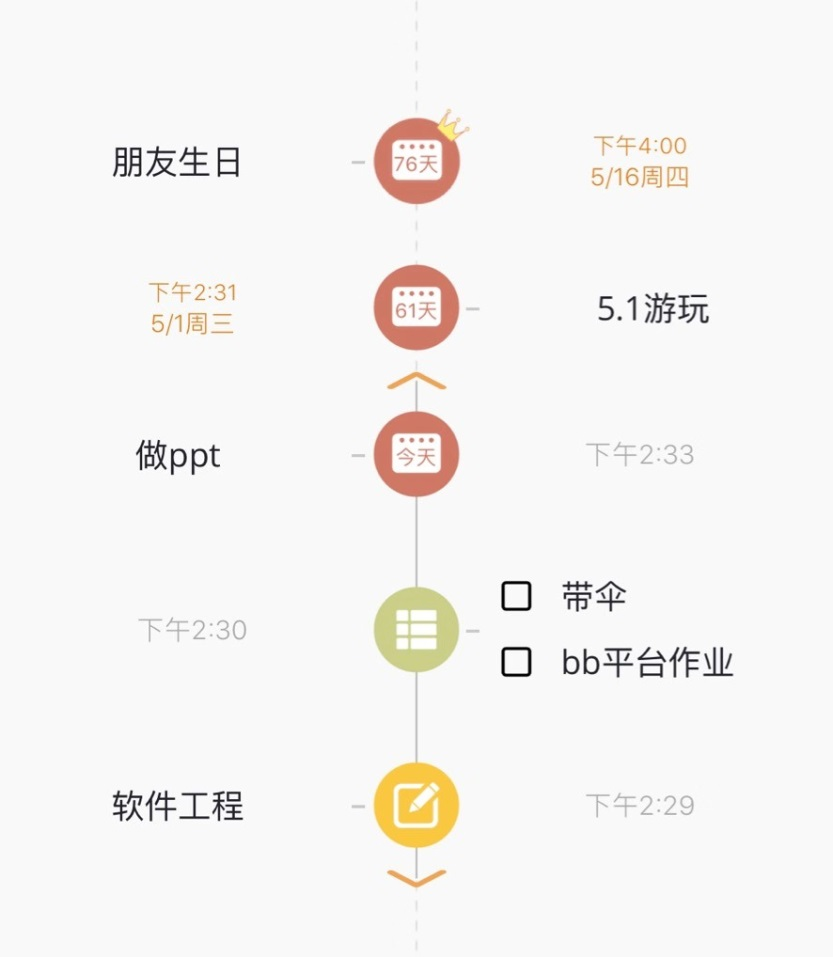 朋友生日
76天
下午4:00
5/16周四
下午2:31
5/1周三
61天
5.1游玩
做ppt
今天
下午2:33
下午2:30
带伞
bb平台作业
软件工程
下午2:29